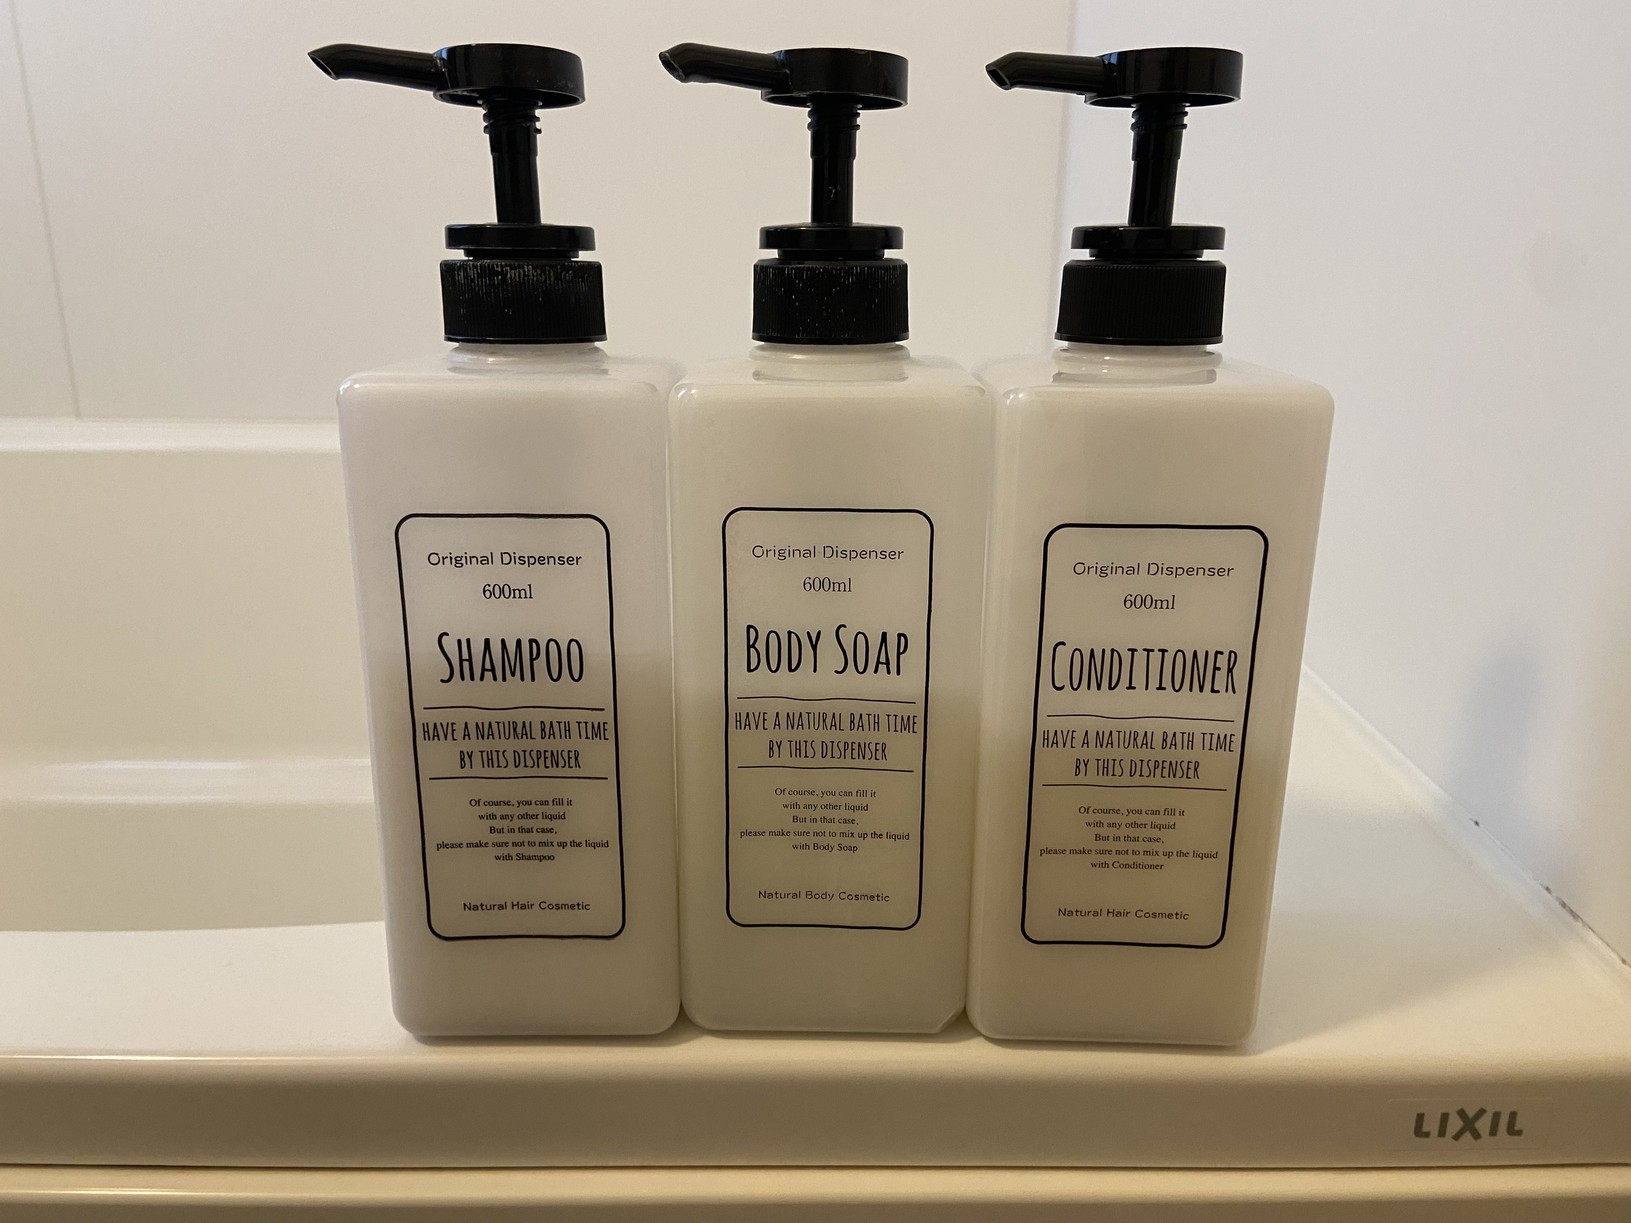 Original Dispenser
600ml
SHAMPOO
HAVE A NATURAL BATH TIME
BY THIS DISPENSER
Of course, you can fill it
with any other liquid
But in that case,
please make sure not to mix up the liquid
with Shampoo
Natural Hair Cosmetic
Original Dispenser
600ml
BODY SOAP
HAVE A NATURAL BATH TIME
BY THIS DISPENSER
Of course, you can fill it
with any other liquid
But in that case,
please make sure not to mix up the liquid
with Body Soap
Natural Body Cosmetic
Original Dispenser
600ml
CONDITIONER
HAVE A NATURAL BATH TIME
BY THIS DISPENSER
Of course, you can fill it
with any other liquid
But in that case,
please make sure not to mix up the liquid
with Conditioner
Natural Hair Cosmetic
LIXIL